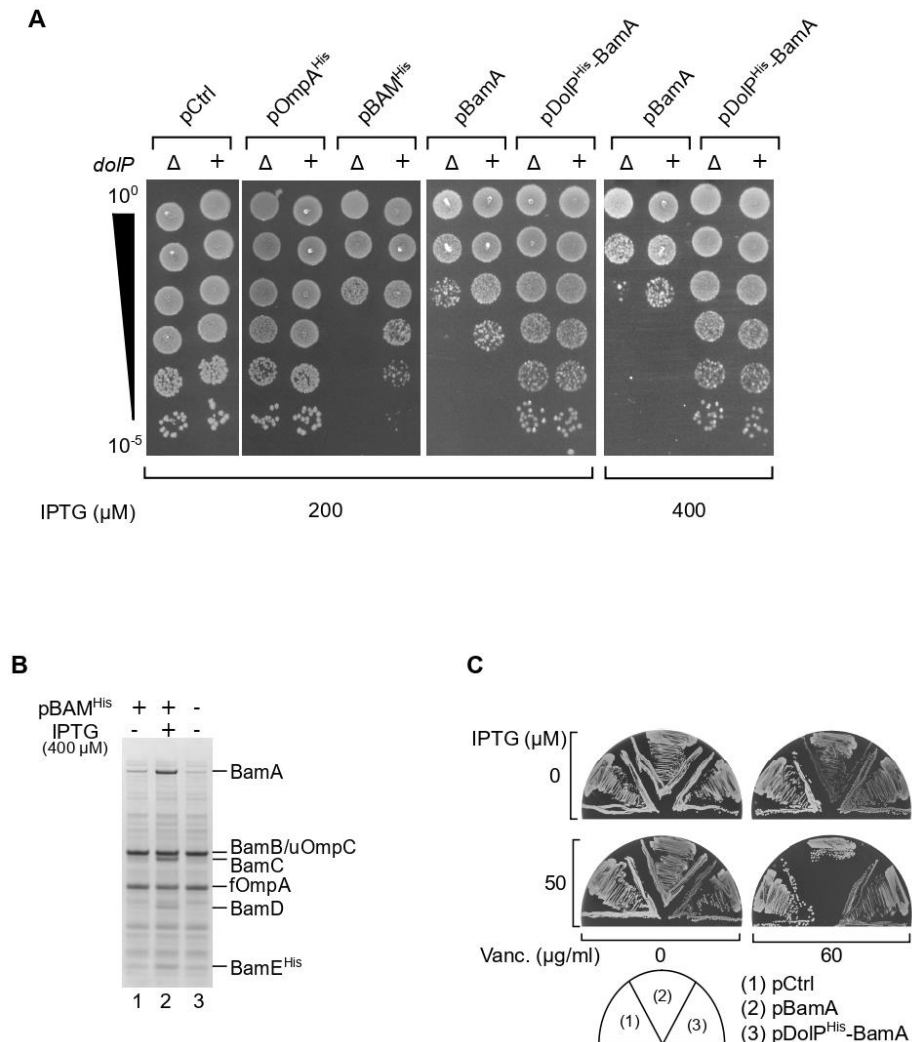 A
pCtrl pOmpA^His pBAM^His pBamA pDolP^His-BamA pBamA pDolP^His-BamA
dolP Δ + Δ + Δ + Δ + Δ + Δ + Δ +
10^0
10^-5
IPTG (µM) 200 400
B
pBAM^His + + -
IPTG - + -
(400 µM)
BamA
BamB/uOmpC
BamC
fOmpA
BamD
BamE^His
1 2 3
C
IPTG (µM)
0
50
Vanc. (µg/ml) 0 60
(1) (2) (3)
(1) pCtrl
(2) pBamA
(3) pDolP^His-BamA